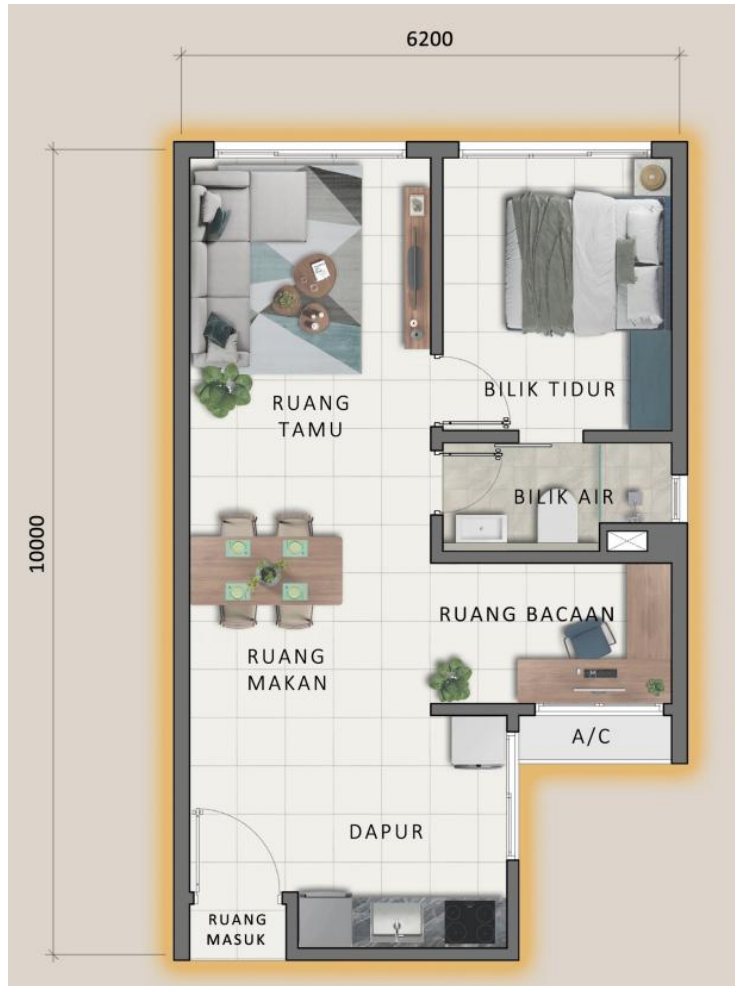 6200
10000
RUANG
TAMU
BILIK TIDUR
BILIK AIR
RUANG BACAAN
RUANG
MAKAN
A/C
DAPUR
RUANG
MASUK